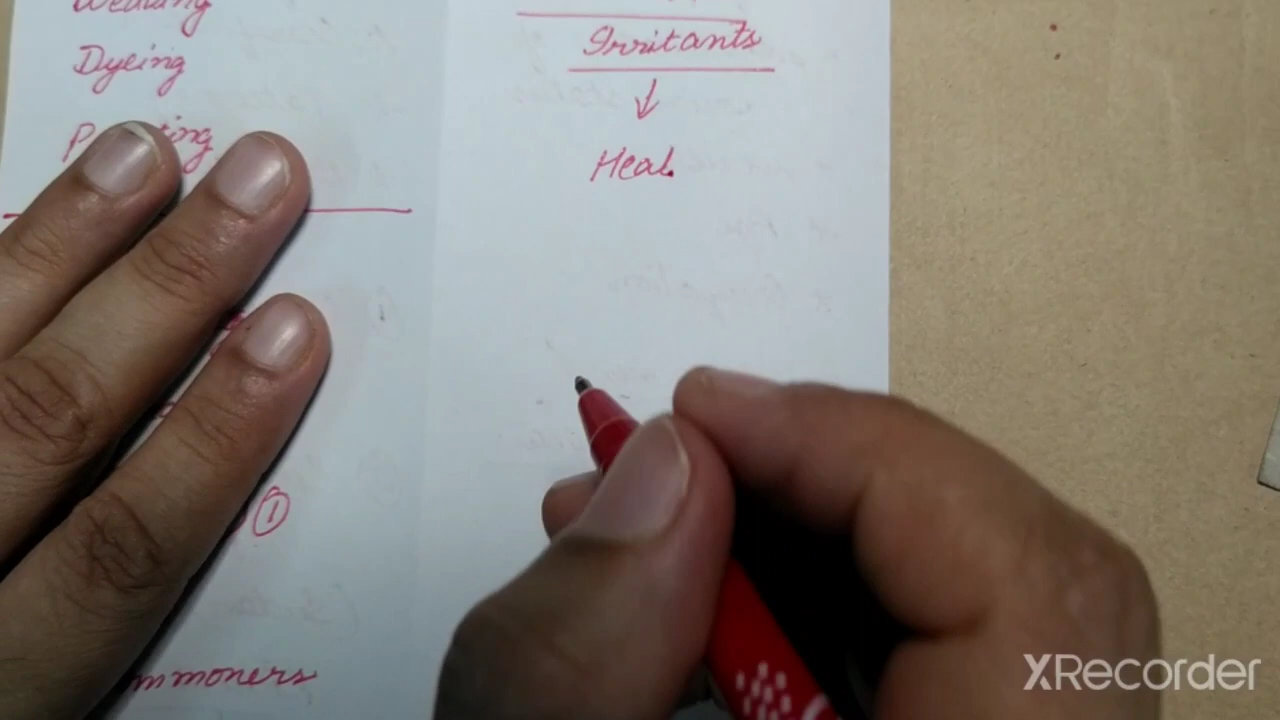 Dyeing
Irritants
Heal.
①
mmoners
XRecorder